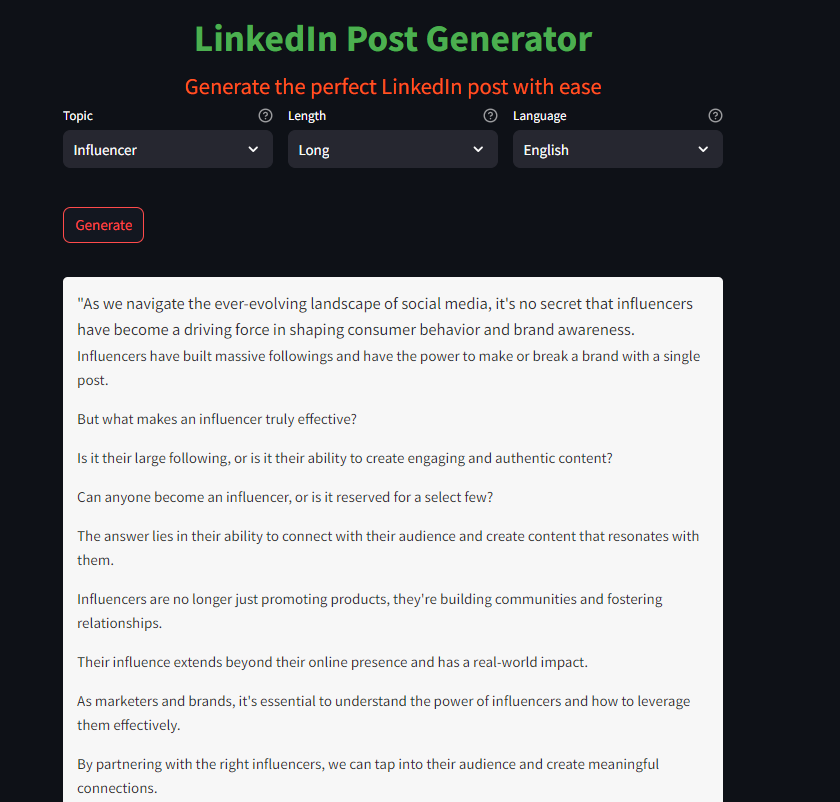 LinkedIn Post Generator
Generate the perfect LinkedIn post with ease
Topic
Length
Language
Influencer
Long
English
Generate
"As we navigate the ever-evolving landscape of social media, it's no secret that influencers
have become a driving force in shaping consumer behavior and brand awareness.
Influencers have built massive followings and have the power to make or break a brand with a single
post.
But what makes an influencer truly effective?
Is it their large following, or is it their ability to create engaging and authentic content?
Can anyone become an influencer, or is it reserved for a select few?
The answer lies in their ability to connect with their audience and create content that resonates with
them.
Influencers are no longer just promoting products, they're building communities and fostering
relationships.
Their influence extends beyond their online presence and has a real-world impact.
As marketers and brands, it's essential to understand the power of influencers and how to leverage
them effectively.
By partnering with the right influencers, we can tap into their audience and create meaningful
connections.